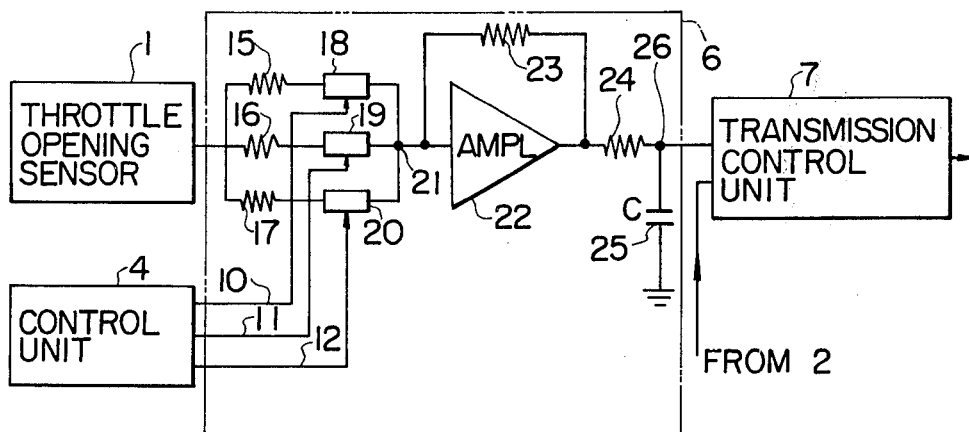 1
THROTTLE
OPENING
SENSOR
15
18
16
19
17
20
21
23
AMPL
22
24
26
6
C
25
7
TRANSMISSION
CONTROL
UNIT
4
CONTROL
UNIT
10
11
12
FROM 2